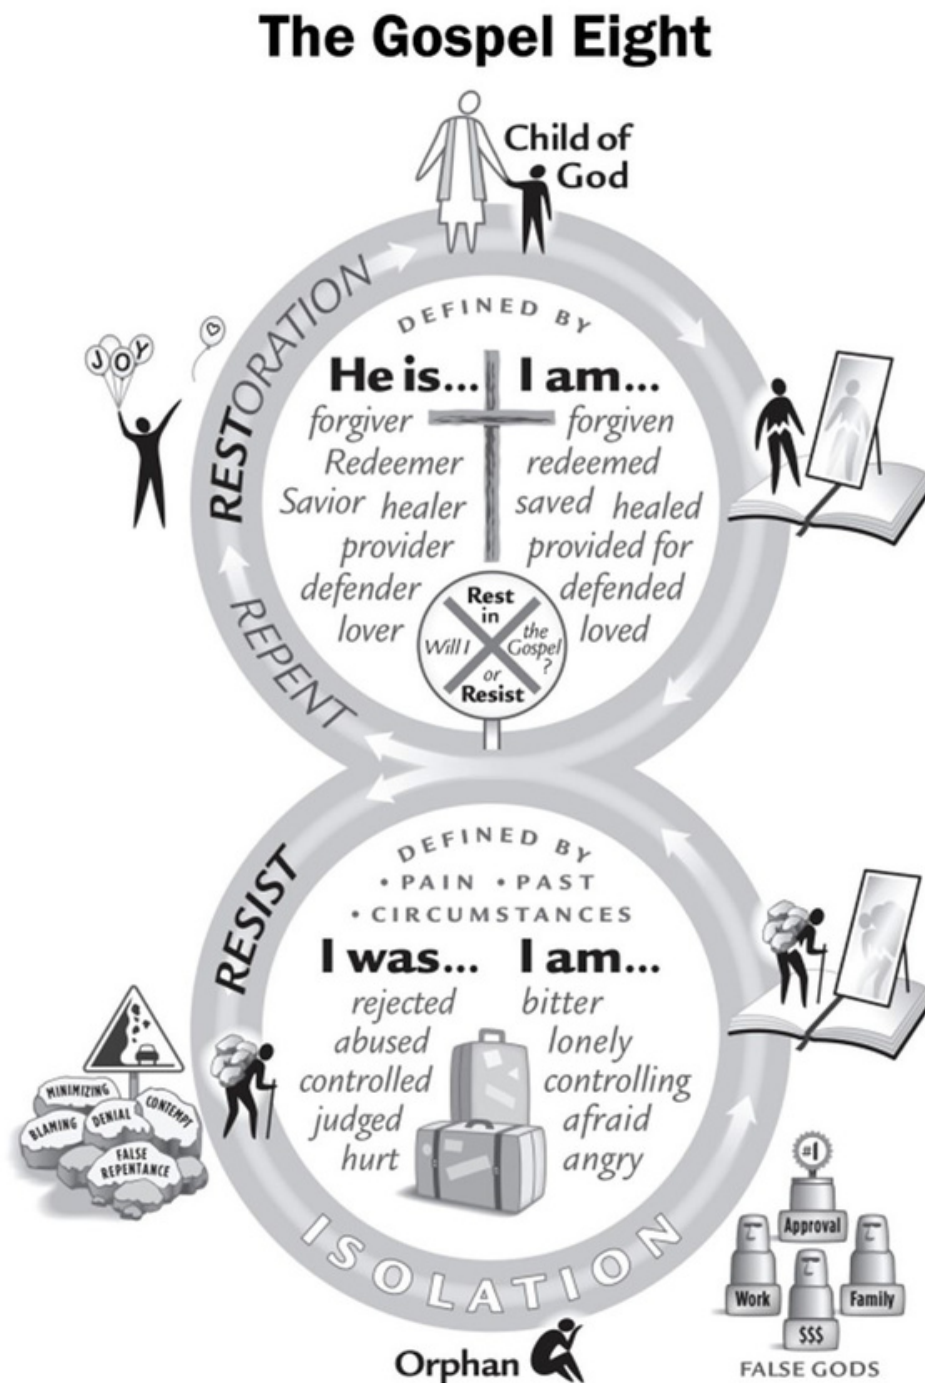 The Gospel Eight
Child of
God
RESTORATION
JOY
DEFINED BY
He is... I am...
forgiver forgiven
Redeemer redeemed
Savior healer saved healed
provider provided for
defender defended
lover loved
Rest
in
Will I the
Gospel
?
or
Resist
REPENT
RESIST
DEFINED BY
• PAIN • PAST
• CIRCUMSTANCES
I was... I am...
rejected bitter
abused lonely
controlled controlling
judged afraid
hurt angry
MINIMIZING
BLAMING DENIAL CONTEMPT
FALSE
REPENTANCE
ISOLATION
Orphan
#1
Approval
Work Family
$$$
FALSE GODS